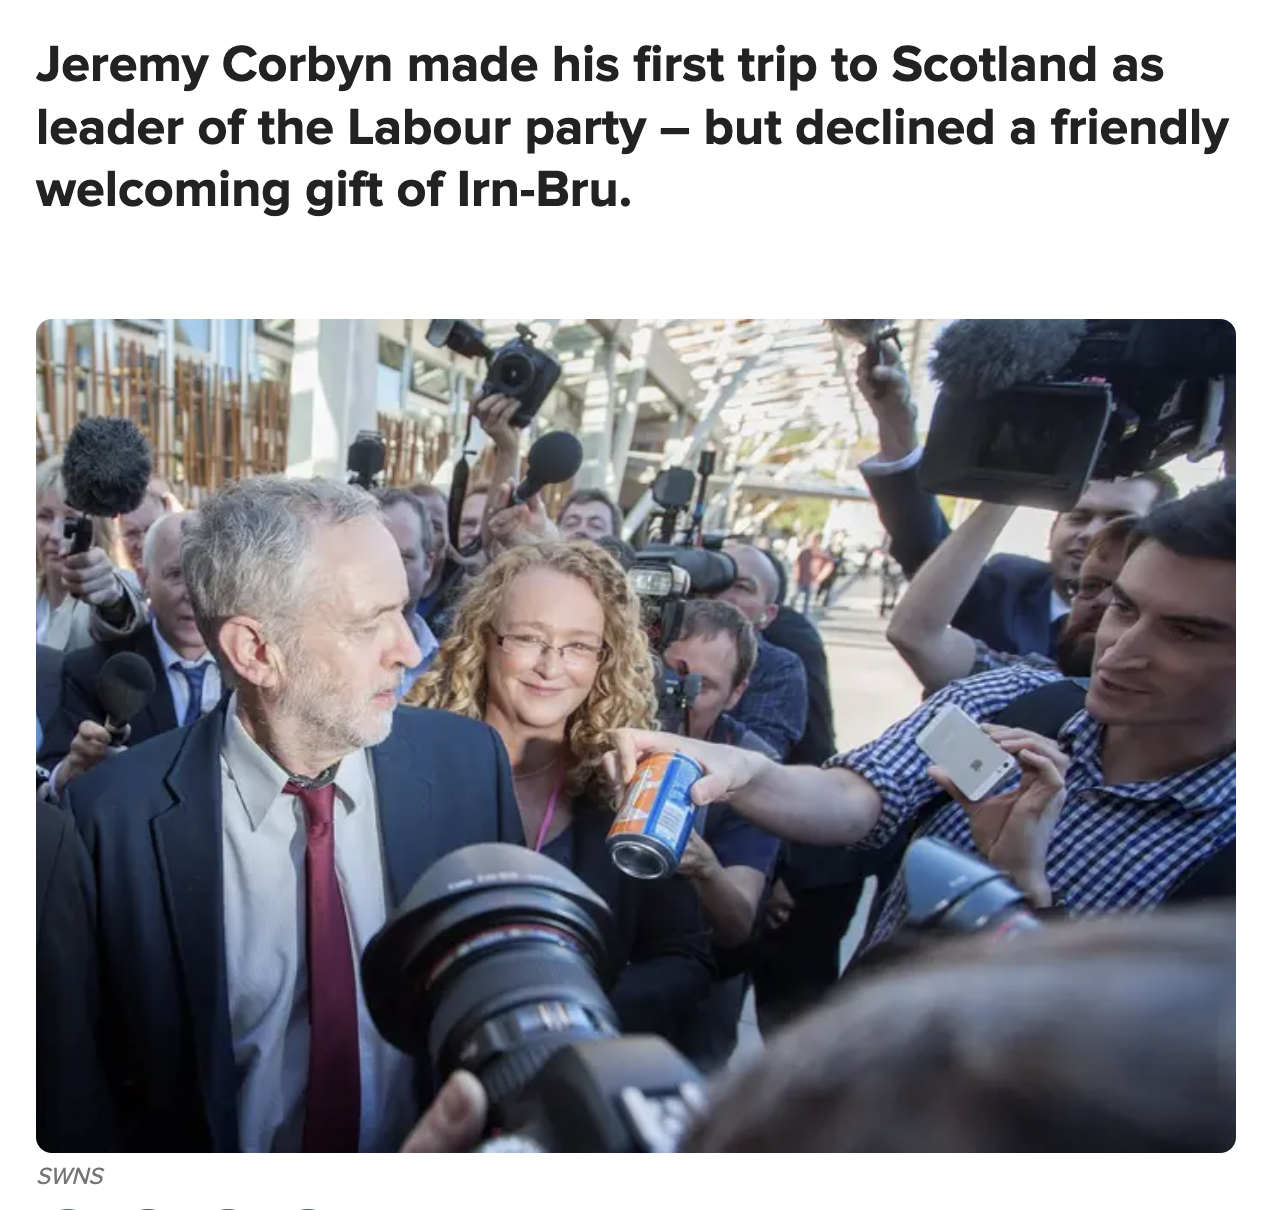 Jeremy Corbyn made his first trip to Scotland as
leader of the Labour party – but declined a friendly
welcoming gift of Irn-Bru.
SWNS